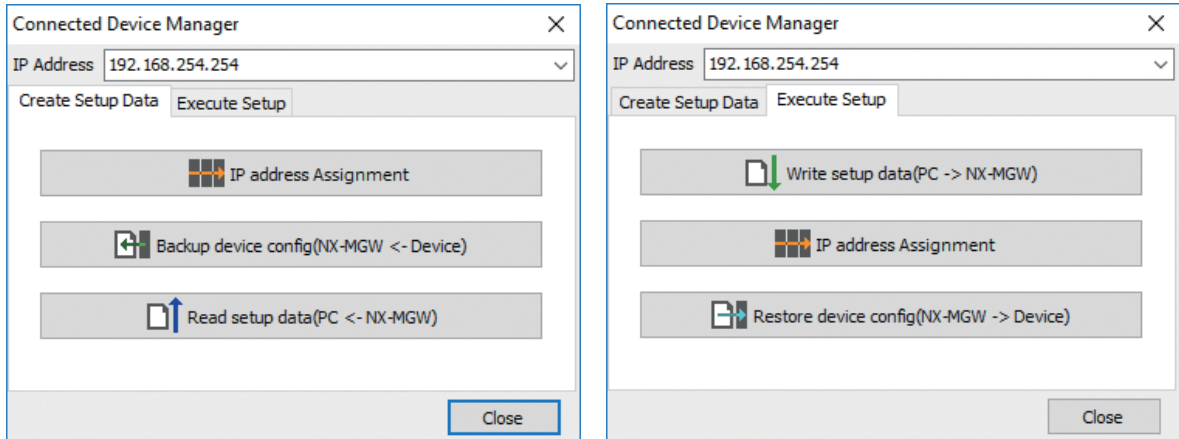 Connected Device Manager
IP Address 192.168.254.254
Create Setup Data Execute Setup
IP address Assignment
Backup device config(NX-MGW <- Device)
Read setup data(PC <- NX-MGW)
Close
Connected Device Manager
IP Address 192.168.254.254
Create Setup Data Execute Setup
Write setup data(PC -> NX-MGW)
IP address Assignment
Restore device config(NX-MGW -> Device)
Close